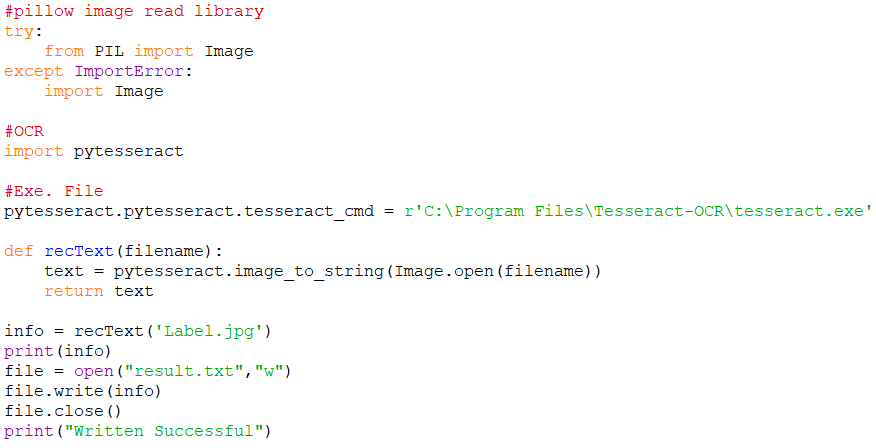 #pillow image read library
try:
    from PIL import Image
except ImportError:
    import Image

#OCR
import pytesseract

#Exe. File
pytesseract.pytesseract.tesseract_cmd = r'C:\Program Files\Tesseract-OCR\tesseract.exe'

def recText(filename):
    text = pytesseract.image_to_string(Image.open(filename))
    return text

info = recText('Label.jpg')
print(info)
file = open("result.txt","w")
file.write(info)
file.close()
print("Written Successful")